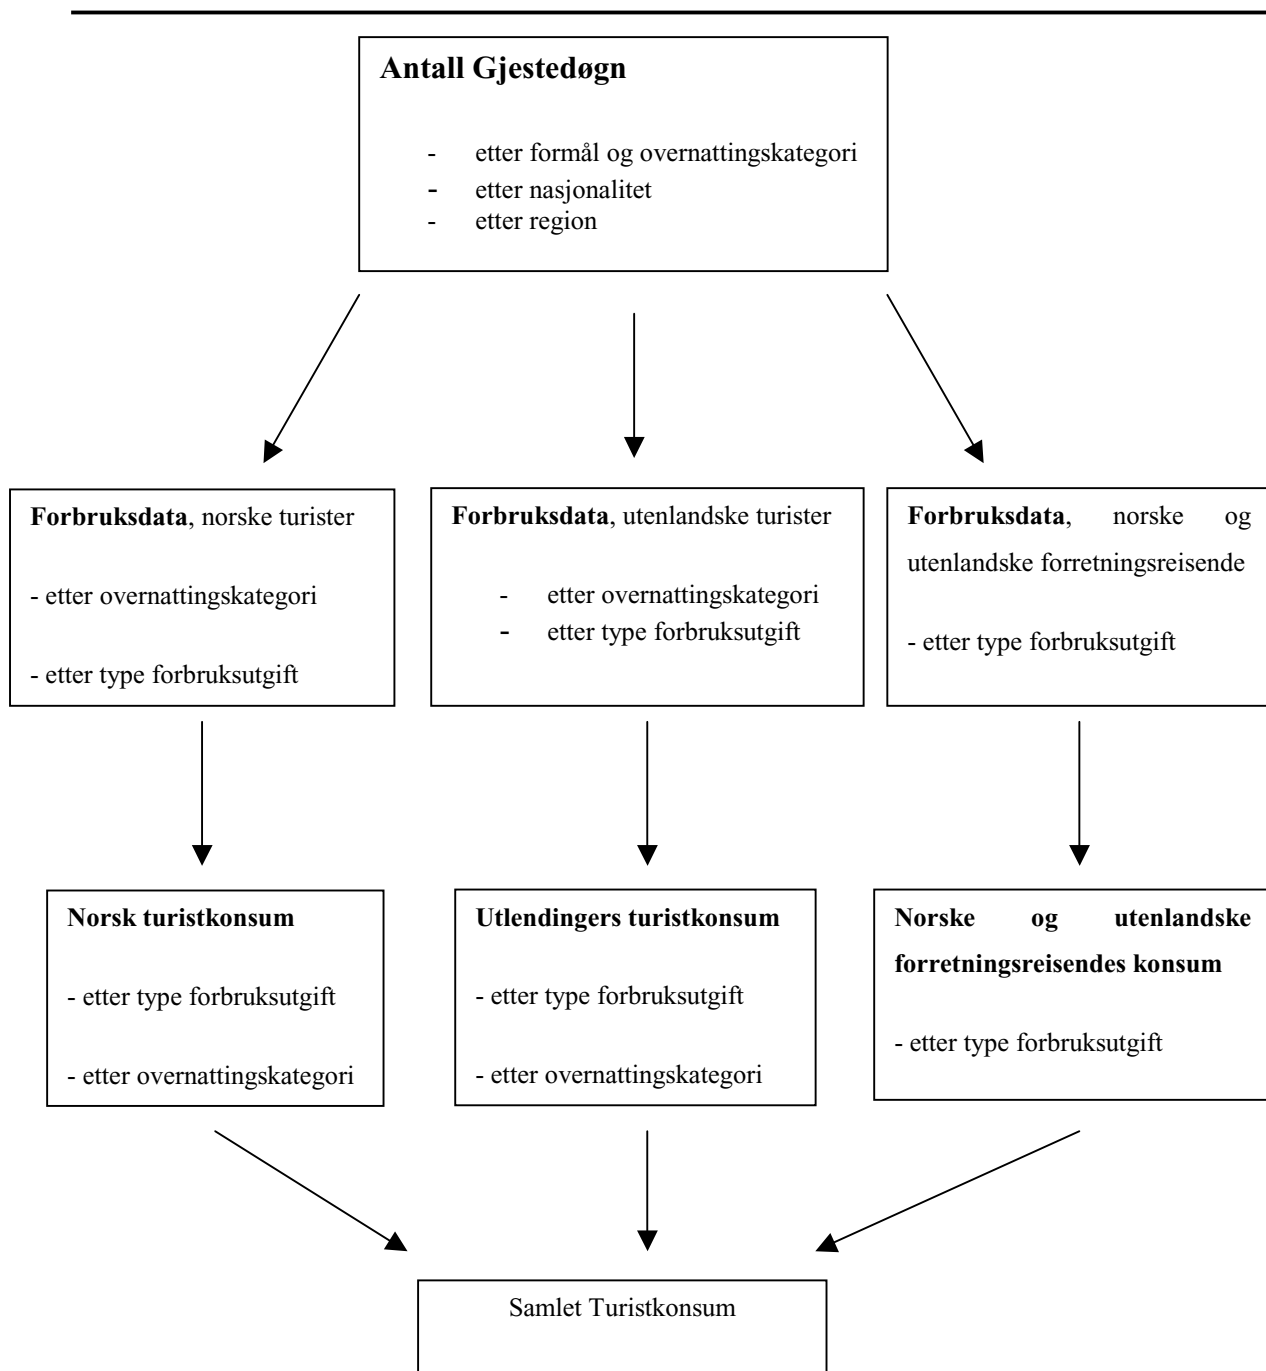 Antall Gjestedøgn
- etter formål og overnattingskategori
- etter nasjonalitet
- etter region
Forbruksdata, norske turister
- etter overnattingskategori
- etter type forbruksutgift
Forbruksdata, utenlandske turister
- etter overnattingskategori
- etter type forbruksutgift
Forbruksdata, norske og
utenlandske forretningsreisende
- etter type forbruksutgift
Norsk turistkonsum
- etter type forbruksutgift
- etter overnattingskategori
Utlendingers turistkonsum
- etter type forbruksutgift
- etter overnattingskategori
Norske og utenlandske
forretningsreisendes konsum
- etter type forbruksutgift
Samlet Turistkonsum